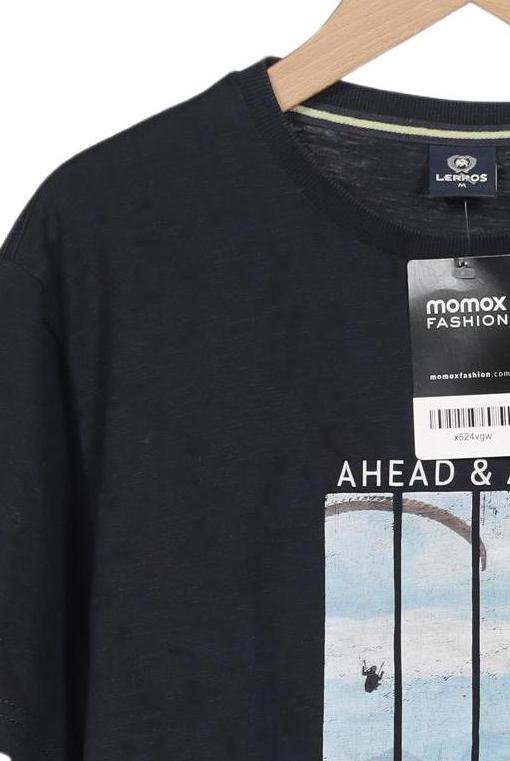 LERROS
M
momox
FASHION
momoxfashion.com
x524vgw
AHEAD &